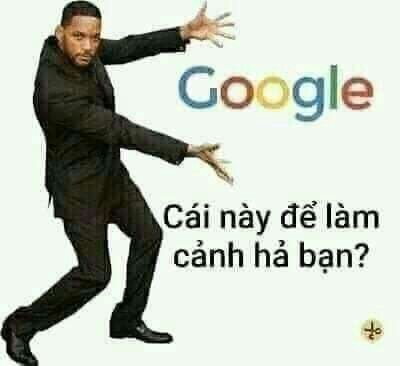 Google
Cái này để làm
cảnh hả bạn?